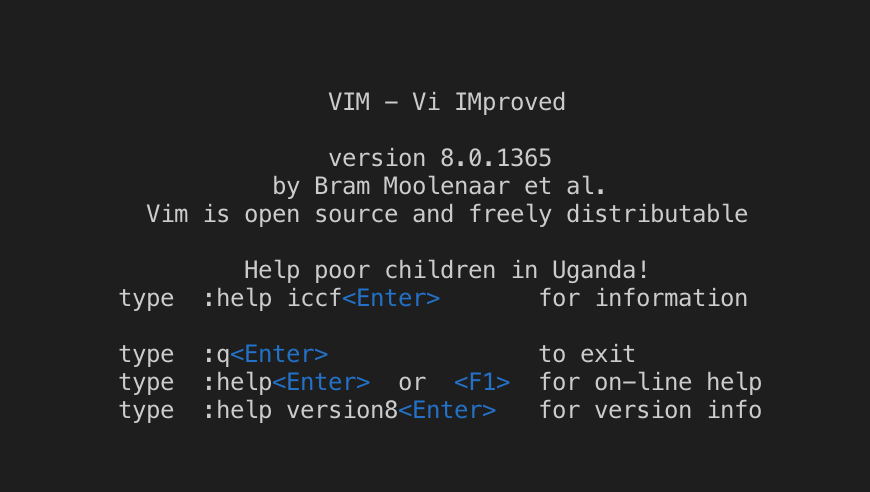 VIM - Vi IMproved
version 8.0.1365
by Bram Moolenaar et al.
Vim is open source and freely distributable
Help poor children in Uganda!
type  :help iccf<Enter>       for information
type  :q<Enter>               to exit
type  :help<Enter>  or  <F1>  for on-line help
type  :help version8<Enter>   for version info